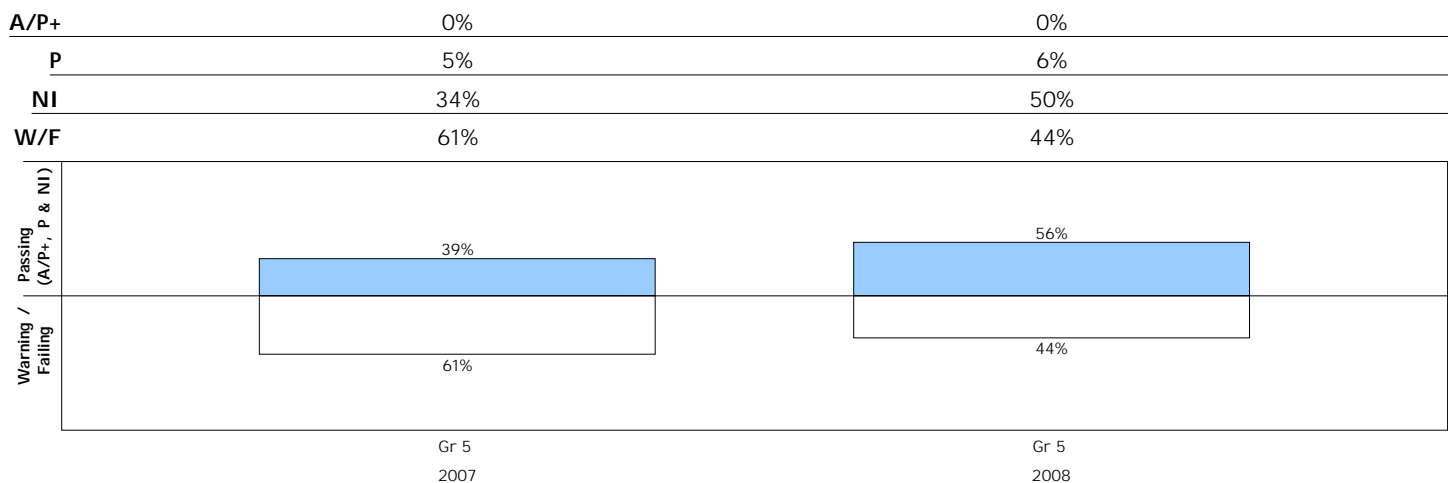 A/P+ 0% 0%
P 5% 6%
NI 34% 50%
W/F 61% 44%
Passing
(A/P+, P & NI)
Warning /
Failing
39%
56%
61%
44%
Gr 5 Gr 5
2007 2008